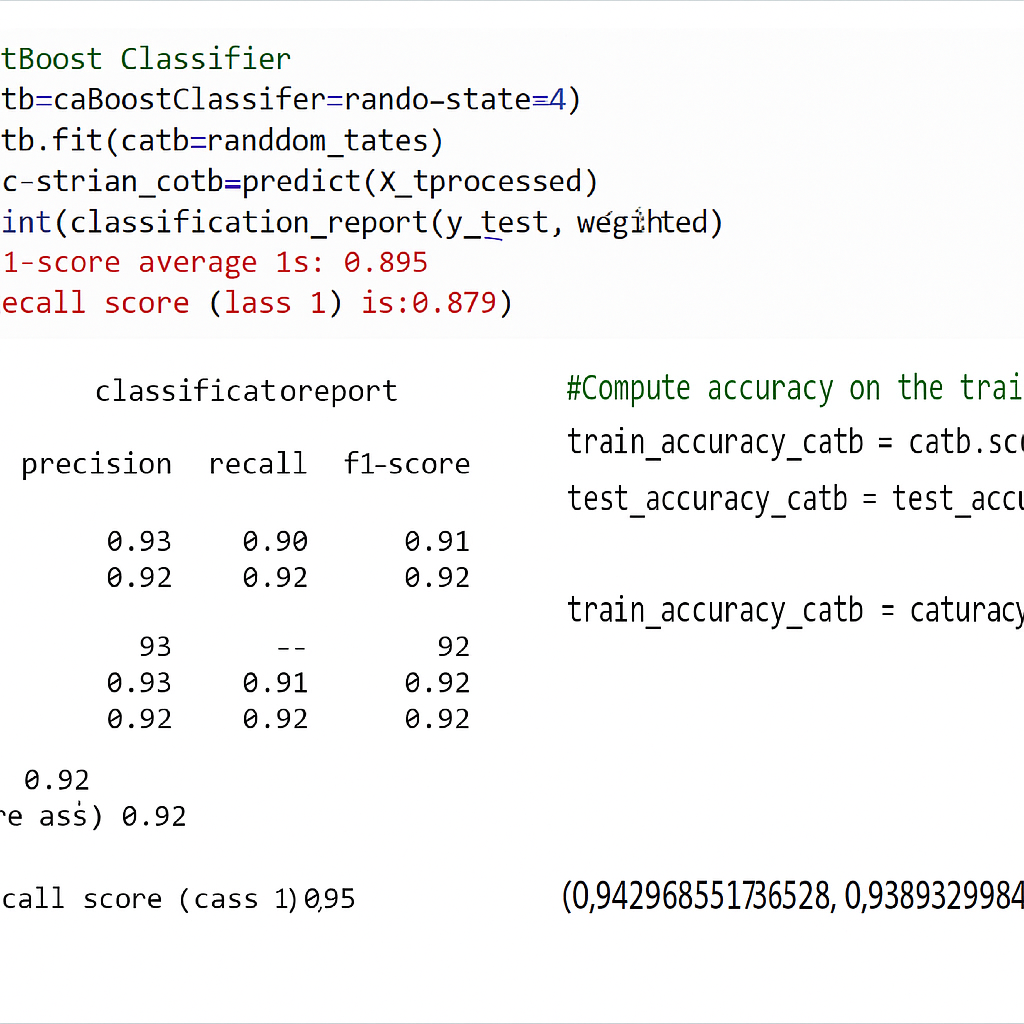 tBoost Classifier
tb=caBoostClassifer=rando-state=4)
tb.fit(catb=randdom_tates)
c-strian_cotb=predict(X_tprocessed)
int(classification_report(y_test, wegihted)
1-score average 1s: 0.895
ecall score (lass 1) is:0.879)
classificatoreport
precision recall f1-score
0.93 0.90 0.91
0.92 0.92 0.92
93 -- 92
0.93 0.91 0.92
0.92 0.92 0.92
0.92
re ass) 0.92
call score (cass 1) 0,95
#Compute accuracy on the trai
train_accuracy_catb = catb.sco
test_accuracy_catb = test_accu
train_accuracy_catb = caturacy
(0,942968551736528, 0,9389329984